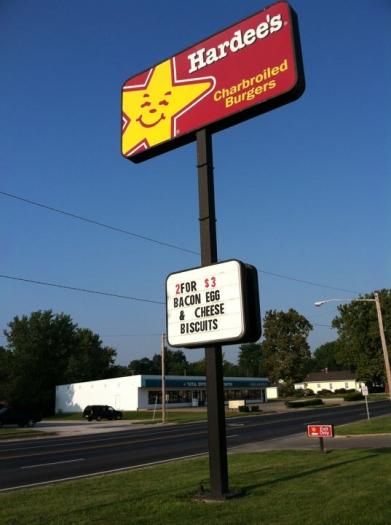 Hardee's
Charbroiled
Burgers
2 FOR $3
BACON EGG
& CHEESE
BISCUITS